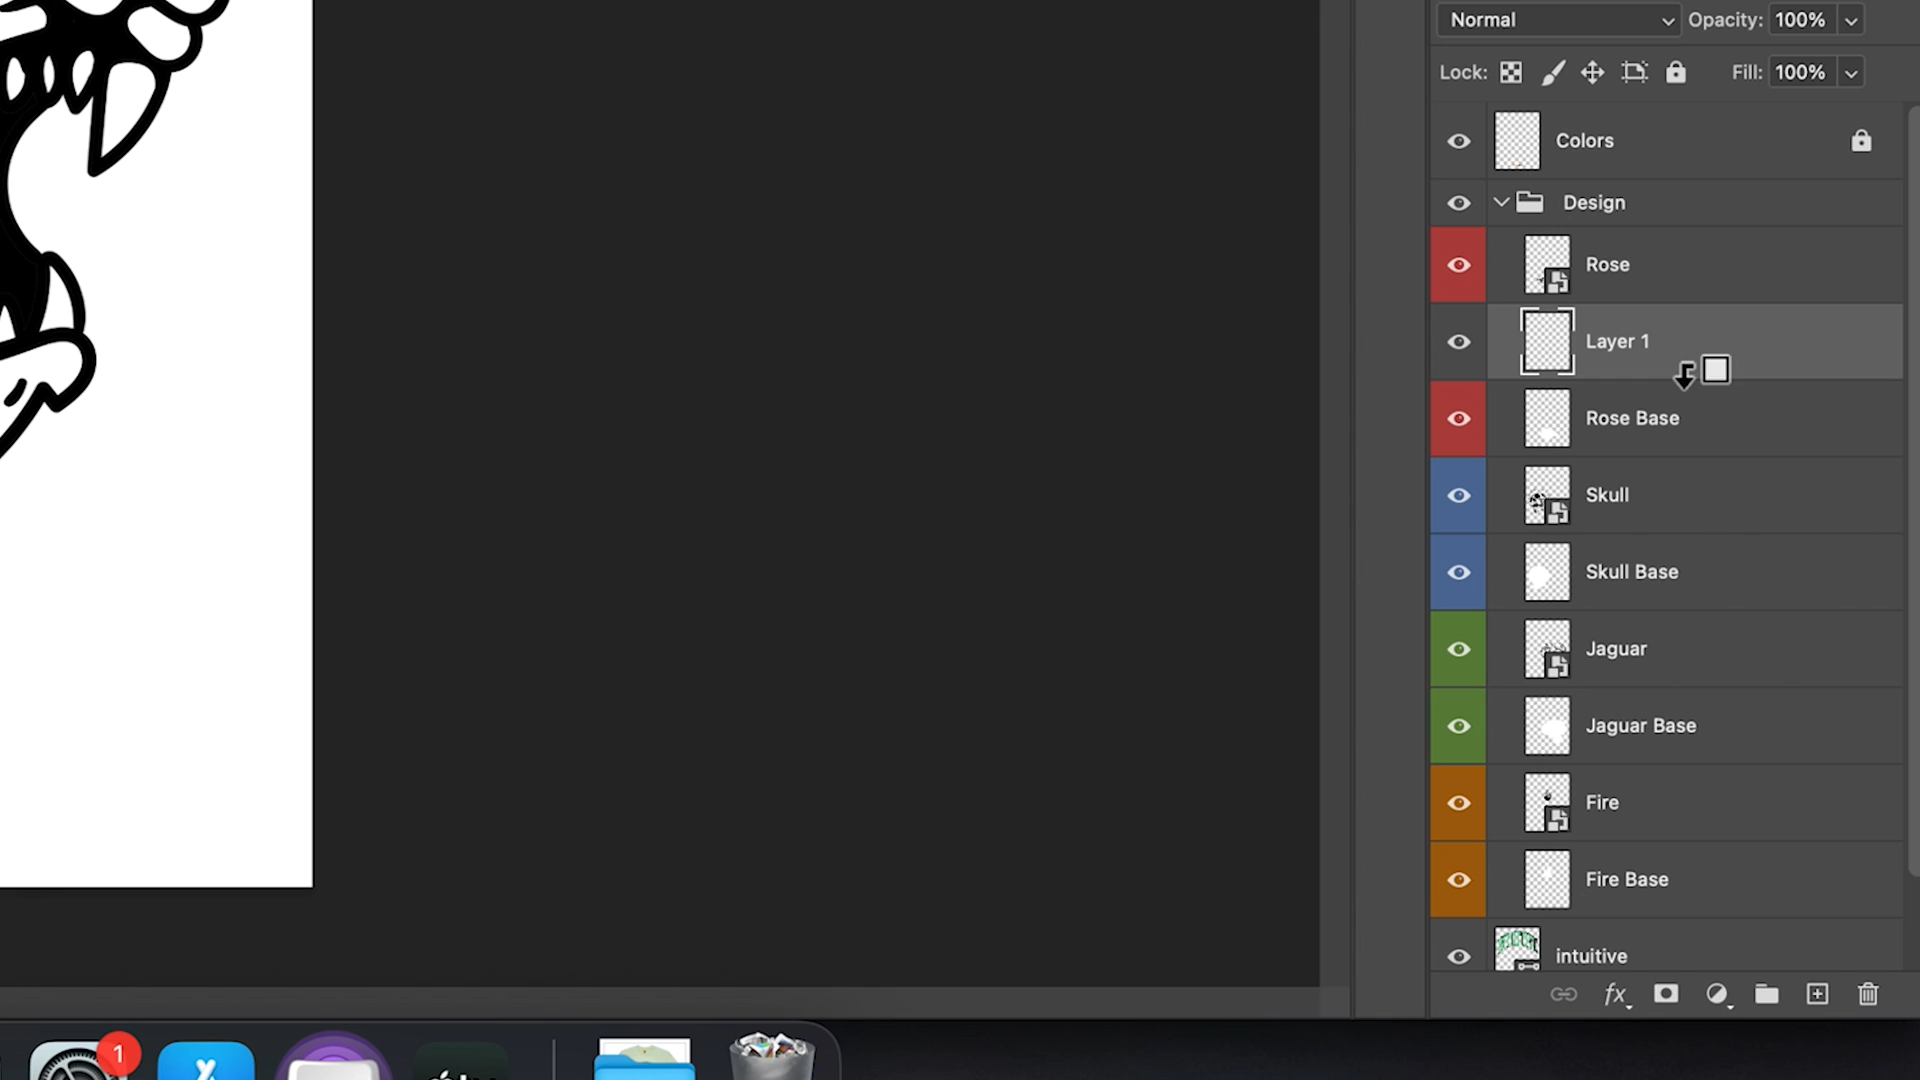 Normal
Opacity: 100%
Lock:
Fill: 100%
Colors
Design
Rose
Layer 1
Rose Base
Skull
Skull Base
Jaguar
Jaguar Base
Fire
Fire Base
intuitive
fx
1